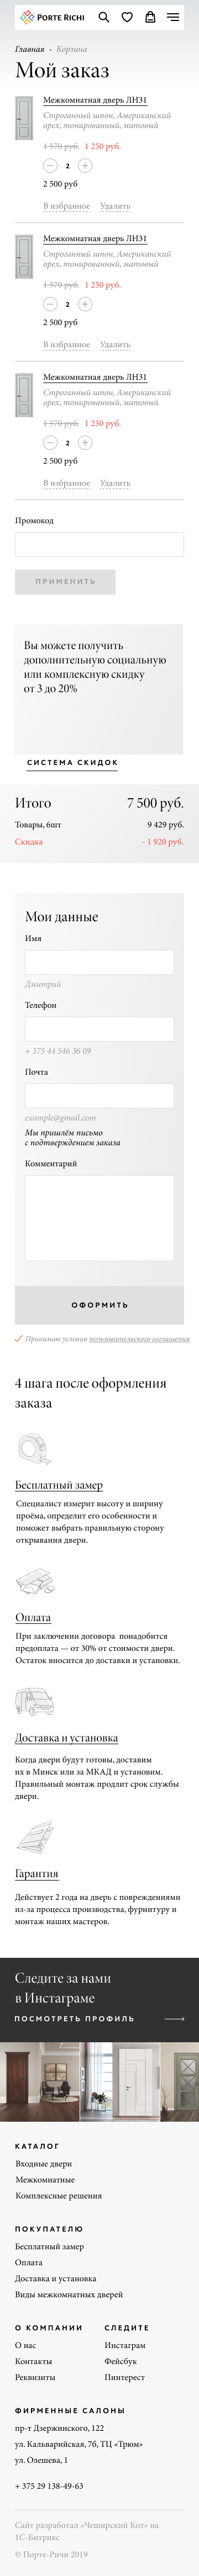 PORTE RICHI
Главная • Корзина
Мой заказ
Межкомнатная дверь ЛН31
Строганный шпон, Американский
орех, тонированный, матовый
1 570 руб. 1 250 руб.
2
2 500 руб
В избранное Удалить
Межкомнатная дверь ЛН31
Строганный шпон, Американский
орех, тонированный, матовый
1 570 руб. 1 250 руб.
2
2 500 руб
В избранное Удалить
Межкомнатная дверь ЛН31
Строганный шпон, Американский
орех, тонированный, матовый
1 570 руб. 1 250 руб.
2
2 500 руб
В избранное Удалить
Промокод
ПРИМЕНИТЬ
Вы можете получить
дополнительную социальную
или комплексную скидку
от 3 до 20%
СИСТЕМА СКИДОК
Итого 7 500 руб.
Товары, 6шт 9 429 руб.
Скидка - 1 920 руб.
Мои данные
Имя
Дмитрий
Телефон
+ 375 44 546 36 09
Почта
example@gmail.com
Мы пришлём письмо
с подтверждением заказа
Комментарий
ОФОРМИТЬ
Принимаю условия пользовательского соглашения
4 шага после оформления
заказа
Бесплатный замер
Специалист измерит высоту и ширину
проёма, определит его особенности и
поможет выбрать правильную сторону
открывания двери.
Оплата
При заключении договора понадобится
предоплата — от 30% от стоимости двери.
Остаток вносится до доставки и установки.
Доставка и установка
Когда двери будут готовы, доставим
их в Минск или за МКАД и установим.
Правильный монтаж продлит срок службы
двери.
Гарантия
Действует 2 года на дверь с повреждениями
из-за процесса производства, фурнитуру и
монтаж наших мастеров.
Следите за нами
в Инстаграме
ПОСМОТРЕТЬ ПРОФИЛЬ
КАТАЛОГ
Входные двери
Межкомнатные
Комплексные решения
ПОКУПАТЕЛЮ
Бесплатный замер
Оплата
Доставка и установка
Виды межкомнатных дверей
О КОМПАНИИ СЛЕДИТЕ
О нас Инстаграм
Контакты Фейсбук
Реквизиты Пинтерест
ФИРМЕННЫЕ САЛОНЫ
пр-т Дзержинского, 122
ул. Кальварийская, 7б, ТЦ «Трюм»
ул. Олешева, 1
+ 375 29 138-49-63
Сайт разработал «Чеширский Кот» на
1С-Битрикс
© Порте-Ричи 2019